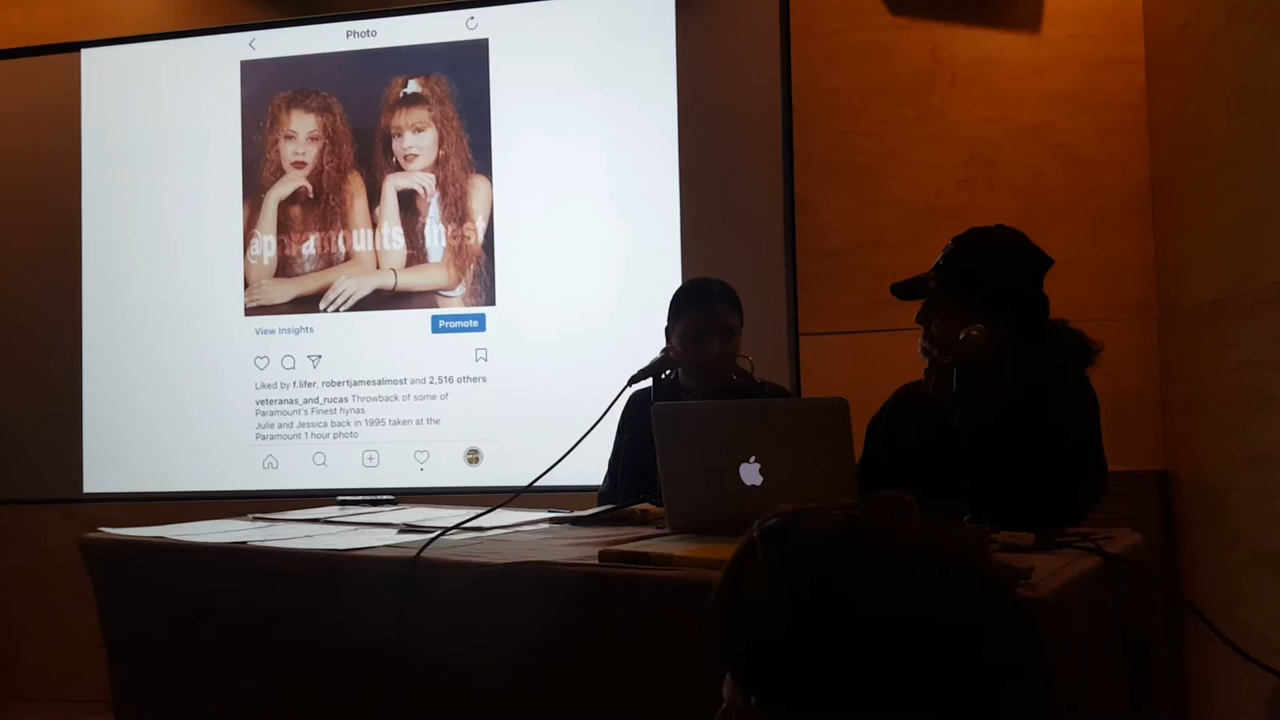 Photo
@paramounts_finest
View Insights
Promote
Liked by f.lifer, robertjamesalmost and 2,516 others
veteranas_and_rucas Throwback of some of
Paramount's Finest hynas
Julie and Jessica back in 1995 taken at the
Paramount 1 hour photo